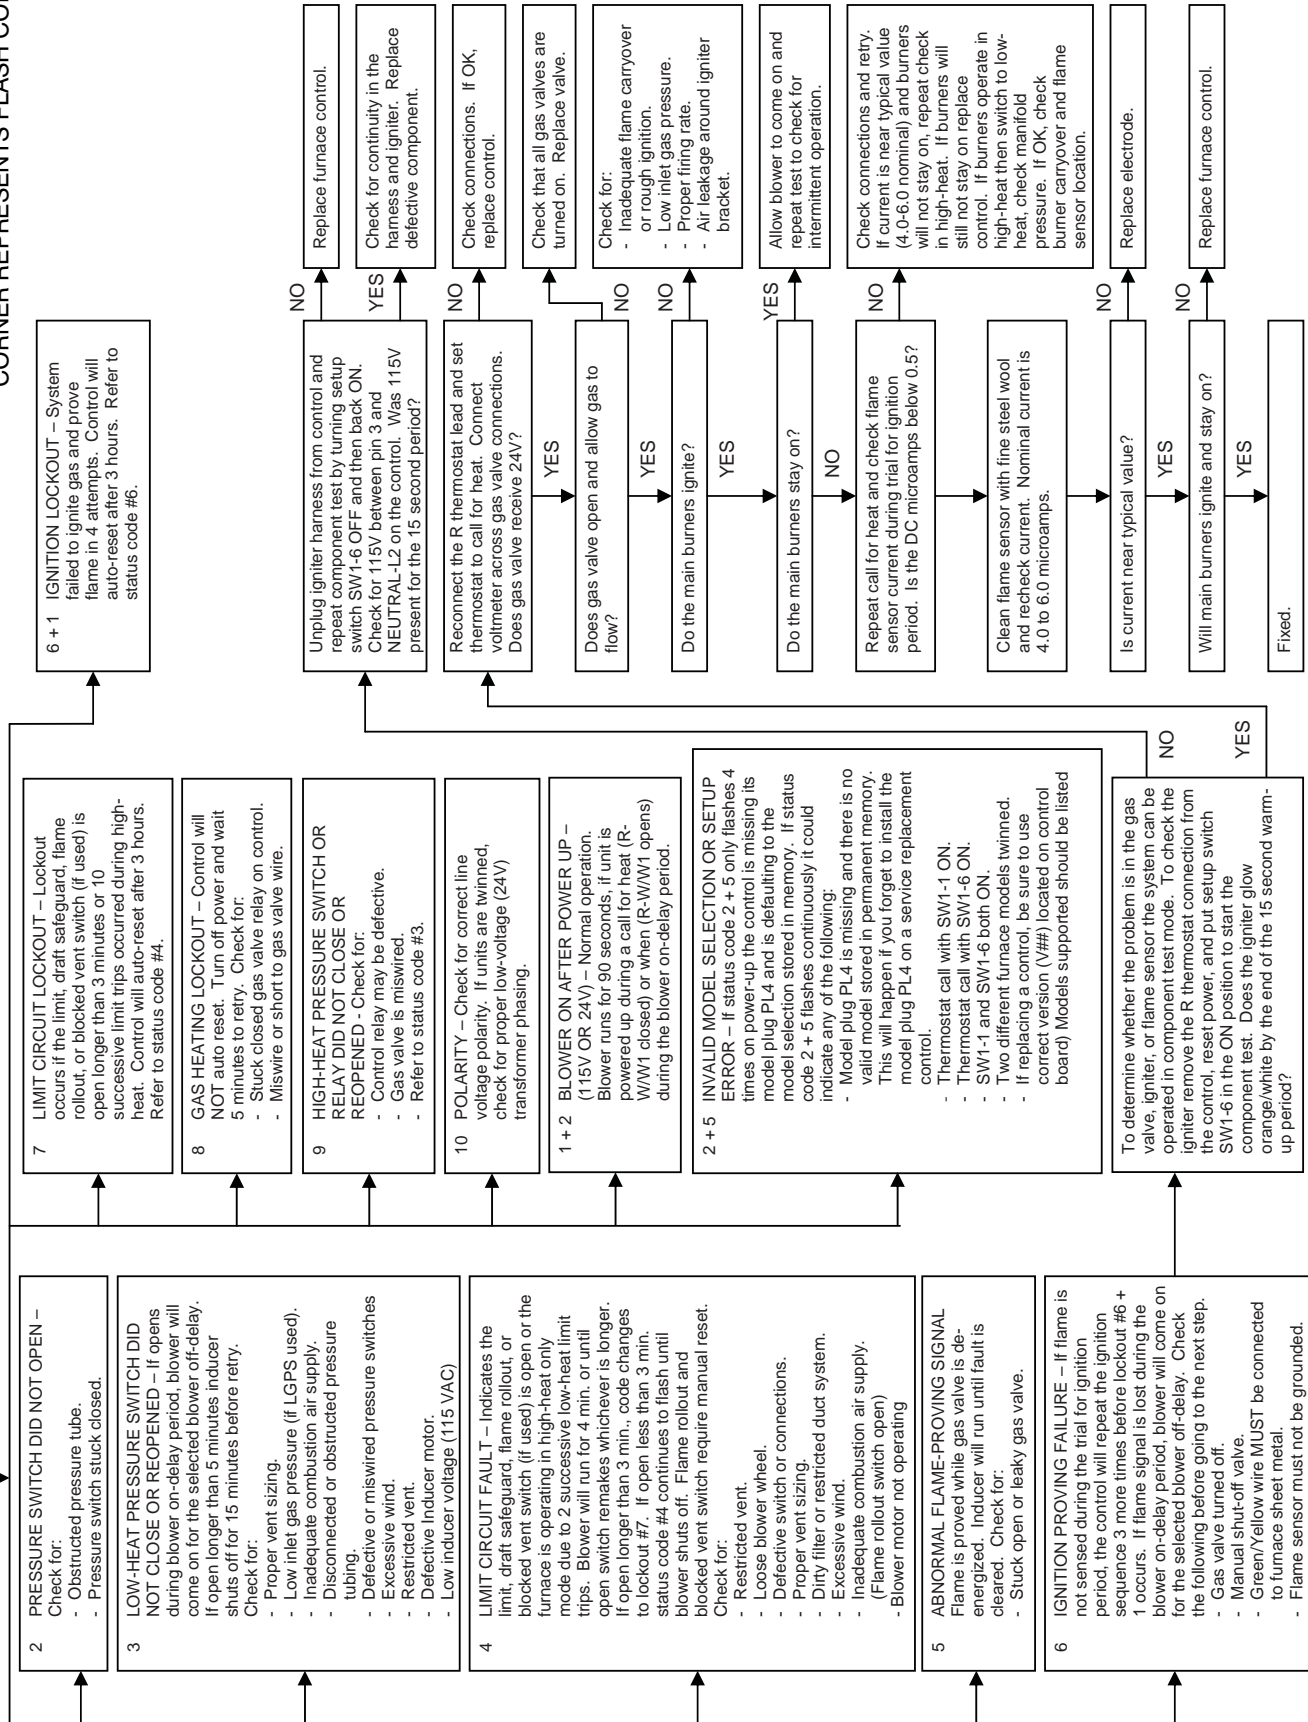 CORNER REPRESENTS FLASH
2 PRESSURE SWITCH DID NOT OPEN –
Check for:
- Obstructed pressure tube.
- Pressure switch stuck closed.
3 LOW-HEAT PRESSURE SWITCH DID
NOT CLOSE OR REOPENED – If opens
during blower on-delay period, blower will
come on for the selected blower off-delay.
If open longer than 5 minutes inducer
shuts off for 15 minutes before retry.
Check for:
- Proper vent sizing.
- Low inlet gas pressure (if LGPS used).
- Inadequate combustion air supply.
- Disconnected or obstructed pressure
tubing.
- Defective or miswired pressure switches
- Excessive wind.
- Restricted vent.
- Defective Inducer motor.
- Low inducer voltage (115 VAC)
4 LIMIT CIRCUIT FAULT – Indicates the
limit, draft safeguard, flame rollout, or
blocked vent switch (if used) is open or the
furnace is operating in high-heat only
mode due to 2 successive low-heat limit
trips. Blower will run for 4 min. or until
open switch remakes whichever is longer.
If open longer than 3 min., code changes
to lockout #7. If open less than 3 min.
status code #4 continues to flash until
blower shuts off. Flame rollout and
blocked vent switch require manual reset.
Check for:
- Restricted vent.
- Loose blower wheel.
- Defective switch or connections.
- Proper vent sizing.
- Dirty filter or restricted duct system.
- Excessive wind.
- Inadequate combustion air supply.
(Flame rollout switch open)
- Blower motor not operating
5 ABNORMAL FLAME-PROVING SIGNAL
Flame is proved while gas valve is de-
energized. Inducer will run until fault is
cleared. Check for:
- Stuck open or leaky gas valve.
6 IGNITION PROVING FAILURE – If flame is
not sensed during the trial for ignition
period, the control will repeat the ignition
sequence 3 more times before lockout #6 +
1 occurs. If flame signal is lost during the
blower on-delay period, blower will come on
for the selected blower off-delay. Check
the following before going to the next step.
- Gas valve turned off.
- Manual shut-off valve.
- Green/Yellow wire MUST be connected
to furnace sheet metal.
- Flame sensor must not be grounded.
7 LIMIT CIRCUIT LOCKOUT – Lockout
occurs if the limit, draft safeguard, flame
rollout, or blocked vent switch (if used) is
open longer than 3 minutes or 10
successive limit trips occurred during high-
heat. Control will auto-reset after 3 hours.
Refer to status code #4.
8 GAS HEATING LOCKOUT – Control will
NOT auto reset. Turn off power and wait
5 minutes to retry. Check for:
- Stuck closed gas valve relay on control.
- Miswire or short to gas valve wire.
9 HIGH-HEAT PRESSURE SWITCH OR
RELAY DID NOT CLOSE OR
REOPENED - Check for:
- Control relay may be defective.
- Gas valve is miswired.
- Refer to status code #3.
10 POLARITY – Check for correct line
voltage polarity. If units are twinned,
check for proper low-voltage (24V)
transformer phasing.
1 + 2 BLOWER ON AFTER POWER UP –
(115V OR 24V) – Normal operation.
Blower runs for 90 seconds, if unit is
powered up during a call for heat (R-
W/W1 closed) or when (R-W/W1 opens)
during the blower on-delay period.
2 + 5 INVALID MODEL SELECTION OR SETUP
ERROR – If status code 2 + 5 only flashes 4
times on power-up the control is missing its
model plug PL4 and is defaulting to the
model selection stored in memory. If status
code 2 + 5 flashes continuously it could
indicate any of the following:
- Model plug PL4 is missing and there is no
valid model stored in permanent memory.
This will happen if you forget to install the
model plug PL4 on a service replacement
control.
- Thermostat call with SW1-1 ON.
- Thermostat call with SW1-6 ON.
- SW1-1 and SW1-6 both ON.
- Two different furnace models twinned.
- If replacing a control, be sure to use
correct version (V##) located on control
board) Models supported should be listed
To determine whether the problem is in the gas
valve, igniter, or flame sensor the system can be
operated in component test mode. To check the
igniter remove the R thermostat connection from
the control, reset power, and put setup switch
SW1-6 in the ON position to start the
component test. Does the igniter glow
orange/white by the end of the 15 second warm-
up period?
NO
YES
6 + 1 IGNITION LOCKOUT – System
failed to ignite gas and prove
flame in 4 attempts. Control will
auto-reset after 3 hours. Refer to
status code #6.
Unplug igniter harness from control and
repeat component test by turning setup
switch SW1-6 OFF and then back ON.
Check for 115V between pin 3 and
NEUTRAL-L2 on the control. Was 115V
present for the 15 second period?
NO
Replace furnace control.
YES
Check for continuity in the
harness and igniter. Replace
defective component.
Reconnect the R thermostat lead and set
thermostat to call for heat. Connect
voltmeter across gas valve connections.
Does gas valve receive 24V?
NO
Check connections. If OK,
replace control.
YES
Does gas valve open and allow gas to
flow?
NO
Check that all gas valves are
turned on. Replace valve.
YES
Do the main burners ignite?
NO
Check for:
- Inadequate flame carryover
or rough ignition.
- Low inlet gas pressure.
- Proper firing rate.
- Air leakage around igniter
bracket.
YES
Do the main burners stay on?
YES
Allow blower to come on and
repeat test to check for
intermittent operation.
NO
Repeat call for heat and check flame
sensor current during trial for ignition
period. Is the DC microamps below 0.5?
NO
Check connections and retry.
If current is near typical value
(4.0-6.0 nominal) and burners
will not stay on, repeat check
in high-heat. If burners will
still not stay on replace
control. If burners operate in
high-heat then switch to low-
heat, check manifold
pressure. If OK, check
burner carryover and flame
sensor location.
Clean flame sensor with fine steel wool
and recheck current. Nominal current is
4.0 to 6.0 microamps.
Is current near typical value?
NO
Replace electrode.
YES
Will main burners ignite and stay on?
NO
Replace furnace control.
YES
Fixed.